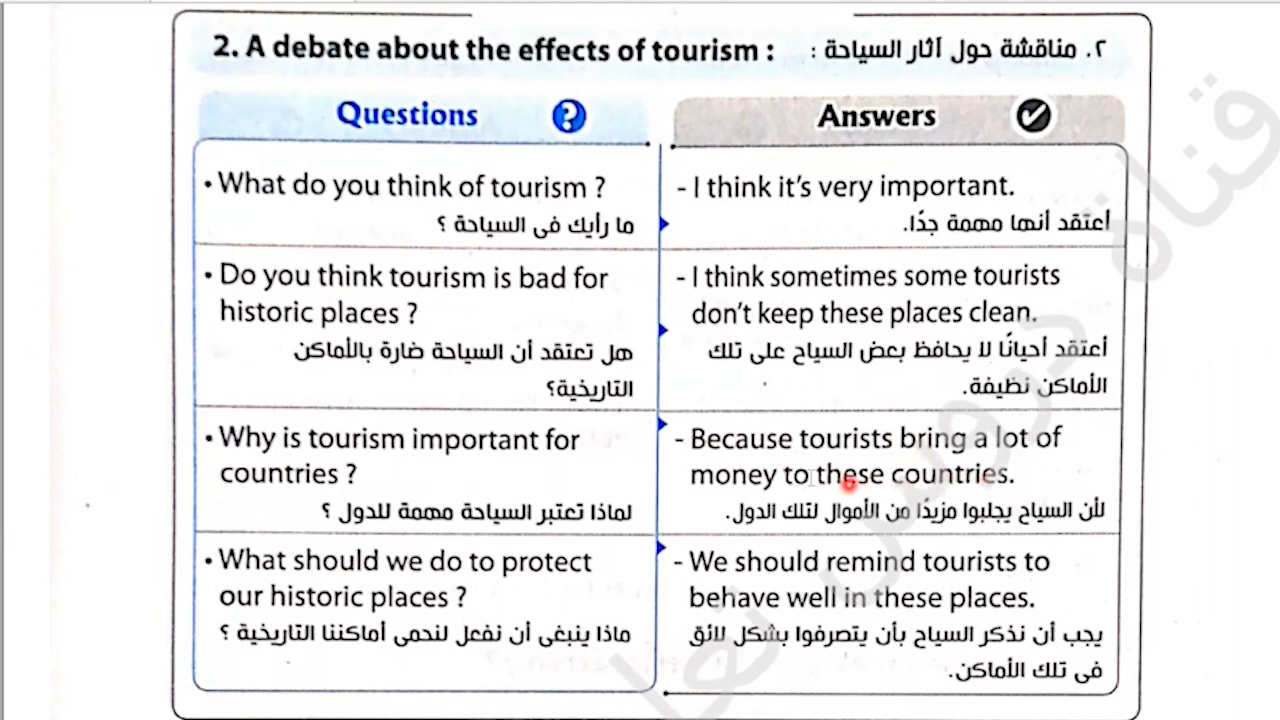 2. A debate about the effects of tourism :
٢. مناقشة حول آثار السياحة :
Questions
Answers
• What do you think of tourism ?
ما رأيك فى السياحة ؟
- I think it's very important.
أعتقد أنها مهمة جدًا.
• Do you think tourism is bad for
historic places ?
هل تعتقد أن السياحة ضارة بالأماكن
التاريخية؟
- I think sometimes some tourists
don't keep these places clean.
أعتقد أحيانًا لا يحافظ بعض السياح على تلك
الأماكن نظيفة.
• Why is tourism important for
countries ?
لماذا تعتبر السياحة مهمة للدول ؟
- Because tourists bring a lot of
money to these countries.
لأن السياح يجلبوا مزيدًا من الأموال لتلك الدول.
• What should we do to protect
our historic places ?
ماذا ينبغى أن نفعل لنحمى أماكننا التاريخية ؟
- We should remind tourists to
behave well in these places.
يجب أن نذكر السياح بأن يتصرفوا بشكل لائق
فى تلك الأماكن.
قناة دروس